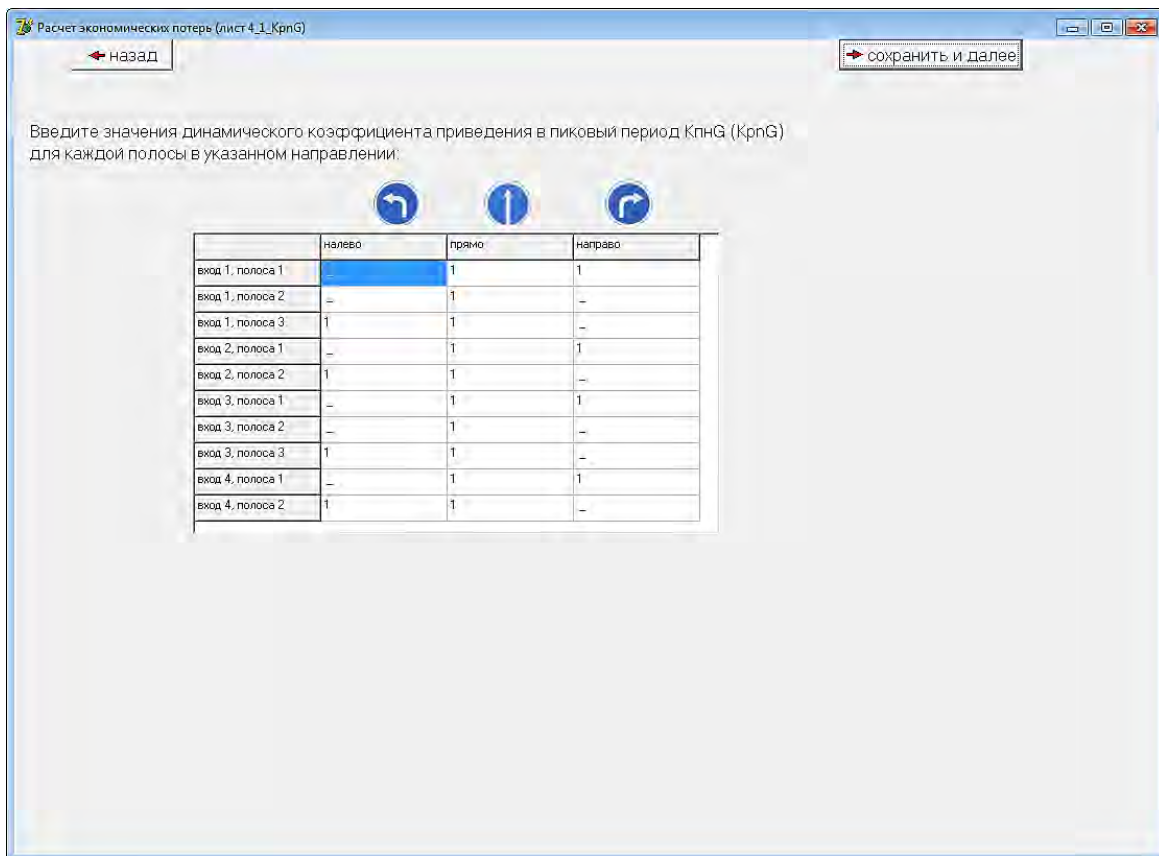 Расчет экономических потерь (лист 4_1_KpnG)
назад
сохранить и далее
Введите значения динамического коэффициента приведения в пиковый период КпнG (KpnG)
для каждой полосы в указанном направлении:
налево прямо направо
вход 1, полоса 1 _ 1 1
вход 1, полоса 2 _ 1 _
вход 1, полоса 3 1 1 _
вход 2, полоса 1 _ 1 1
вход 2, полоса 2 1 1 _
вход 3, полоса 1 _ 1 1
вход 3, полоса 2 _ 1 _
вход 3, полоса 3 1 1 _
вход 4, полоса 1 _ 1 1
вход 4, полоса 2 1 1 _